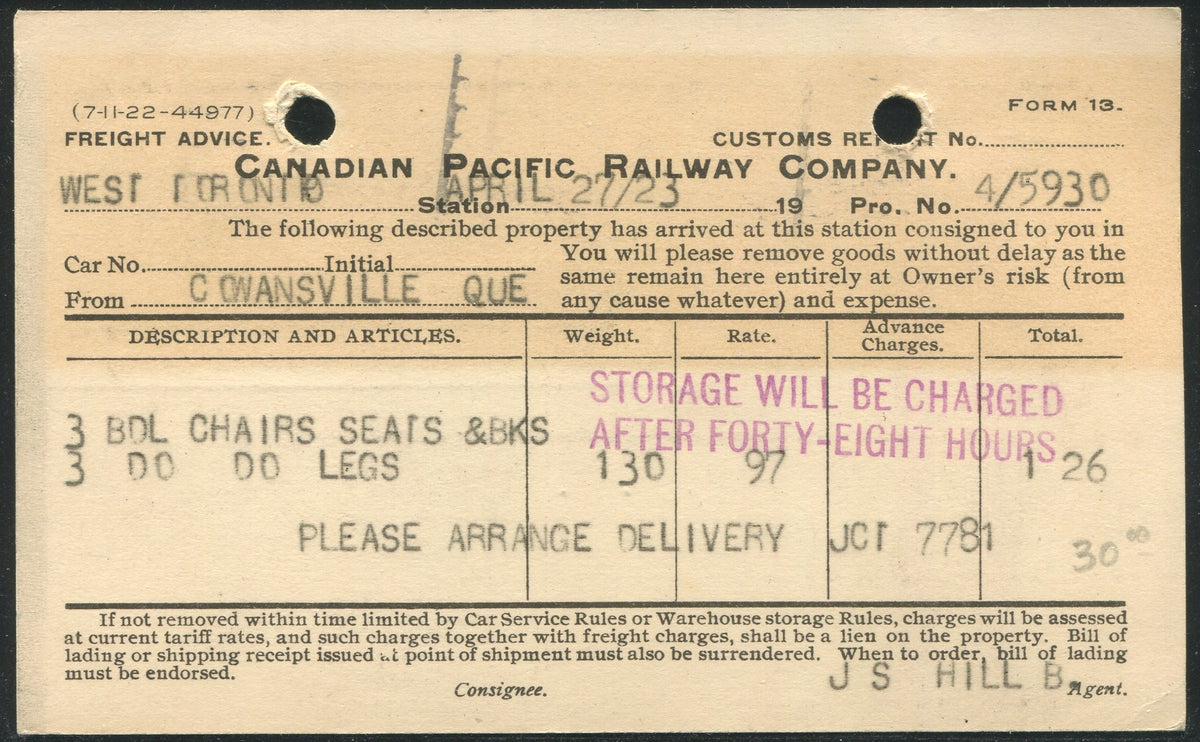 (7-11-22-44977)
FORM 13.
FREIGHT ADVICE.
CUSTOMS REPORT No.
CANADIAN PACIFIC RAILWAY COMPANY.
WEST TORONTO Station APRIL 27/23 19 Pro. No. 4/5930
The following described property has arrived at this station consigned to you in
Car No. Initial
You will please remove goods without delay as the
same remain here entirely at Owner's risk (from
From COWANSVILLE QUE
any cause whatever) and expense.
DESCRIPTION AND ARTICLES. Weight. Rate. Advance Charges. Total.
STORAGE WILL BE CHARGED
AFTER FORTY-EIGHT HOURS
3 BDL CHAIRS SEATS &BKS
3 DO DO LEGS 130 97 1 26
PLEASE ARRANGE DELIVERY JCT 7781
30 00
If not removed within time limited by Car Service Rules or Warehouse storage Rules, charges will be assessed
at current tariff rates, and such charges together with freight charges, shall be a lien on the property. Bill of
lading or shipping receipt issued at point of shipment must also be surrendered. When to order, bill of lading
must be endorsed.
J S HILL B.
Consignee. Agent.